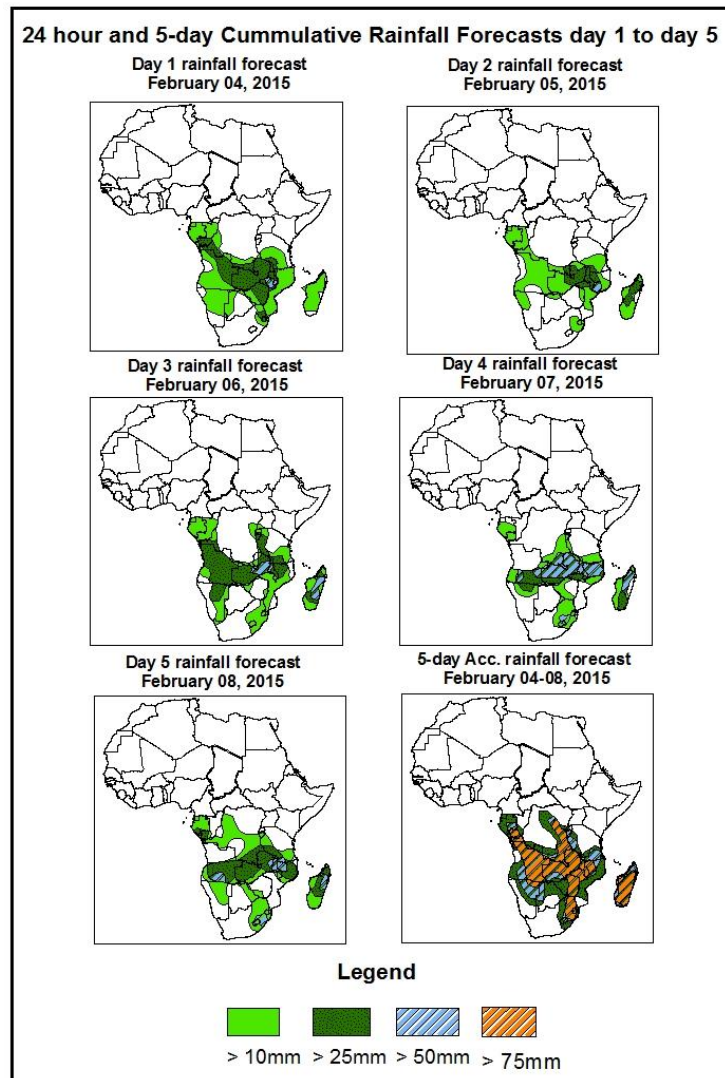 24 hour and 5-day Cummulative Rainfall Forecasts day 1 to day 5
Day 1 rainfall forecast
February 04, 2015
Day 2 rainfall forecast
February 05, 2015
Day 3 rainfall forecast
February 06, 2015
Day 4 rainfall forecast
February 07, 2015
Day 5 rainfall forecast
February 08, 2015
5-day Acc. rainfall forecast
February 04-08, 2015
Legend
> 10mm > 25mm > 50mm > 75mm